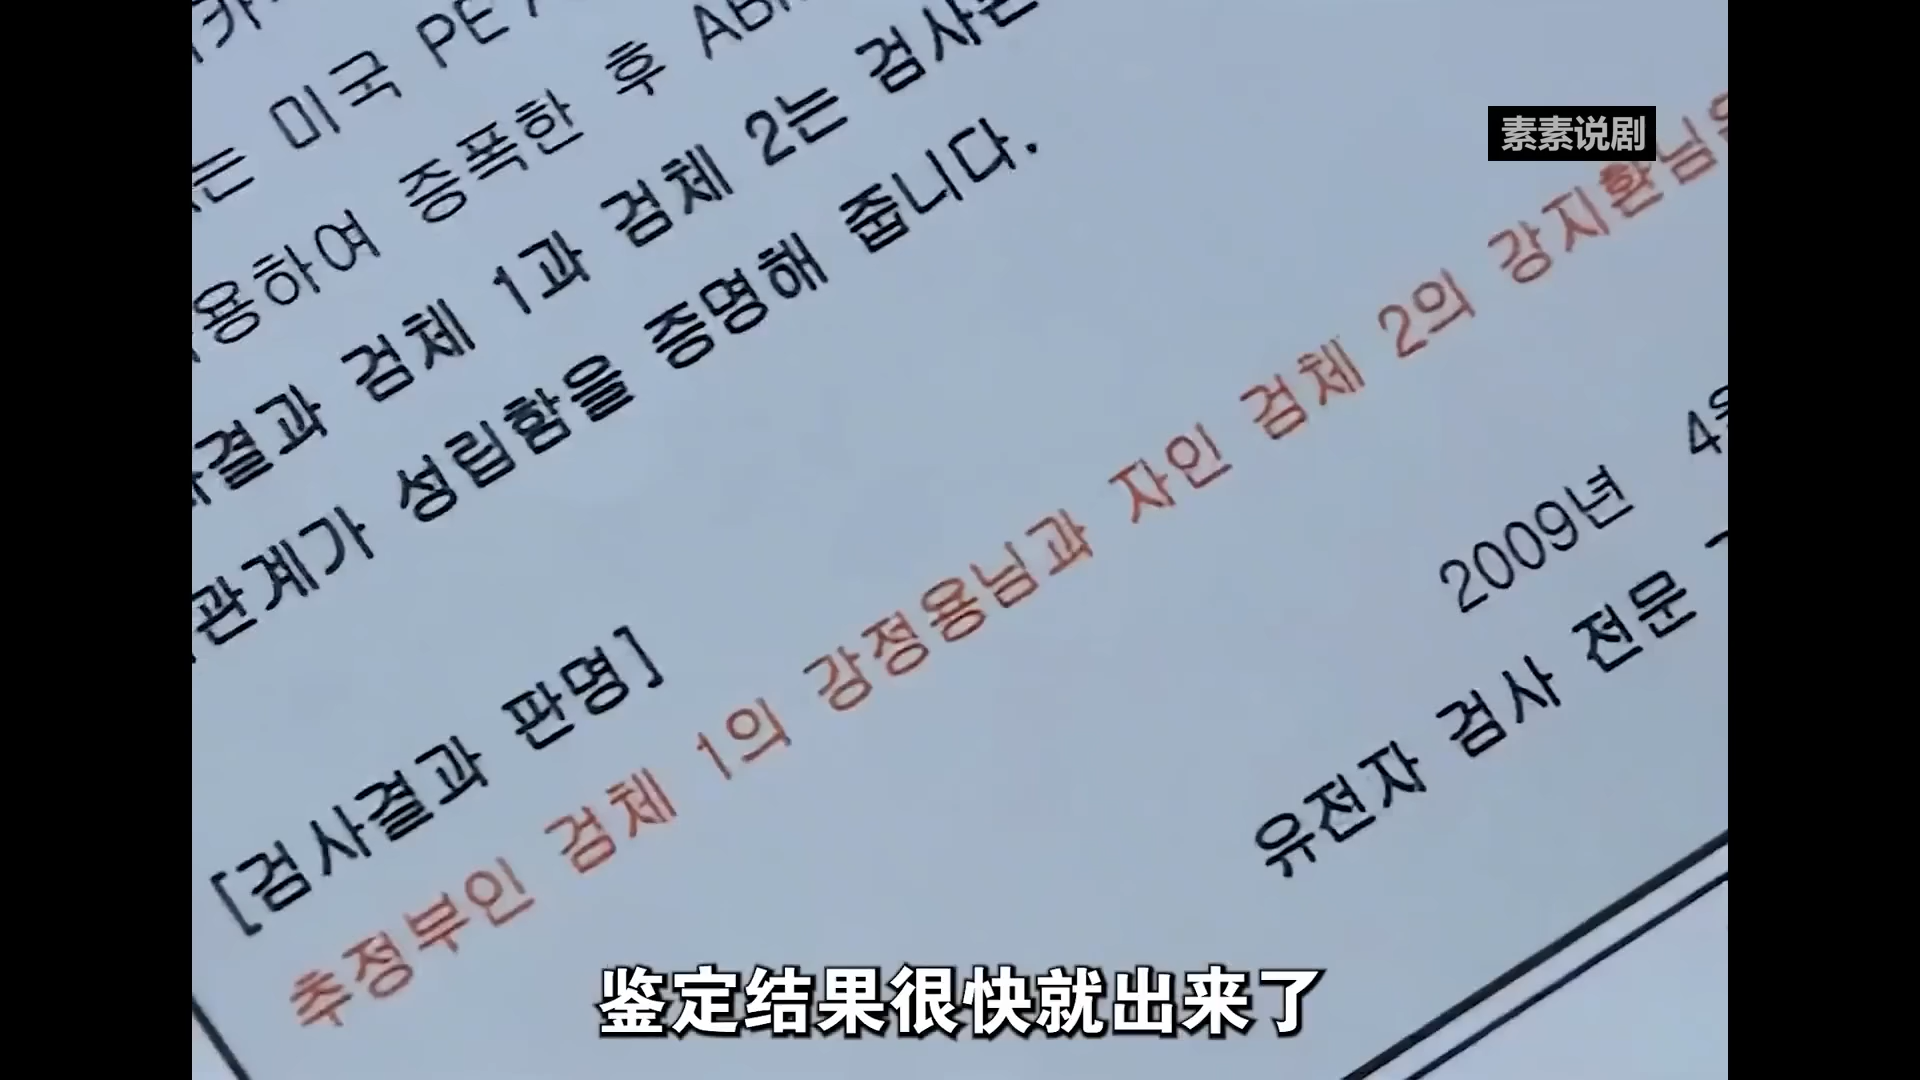 는 미국 PE
용하여 증폭한 후 AB
결과 검체 1과 검체 2는 검사는
관계가 성립함을 증명해 줍니다.
[검사결과 판명]
추정부인 검체 1의 강정용님과 자인 검체 2의 강지환님은
2009년 4월
유전자 검사 전문
素素说剧
鉴定结果很快就出来了